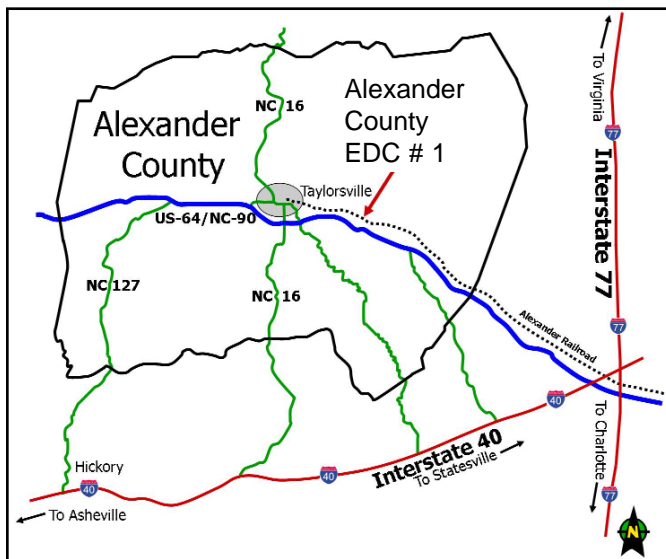 To Virginia
77
NC 16
Alexander
County
EDC # 1
Alexander
County
77
Interstate 77
Taylorsville
US-64/NC-90
NC 127
NC 16
77
Alexander Railroad
40
To Charlotte
Interstate 40
To Statesville
Hickory
40
40
To Asheville
77
N